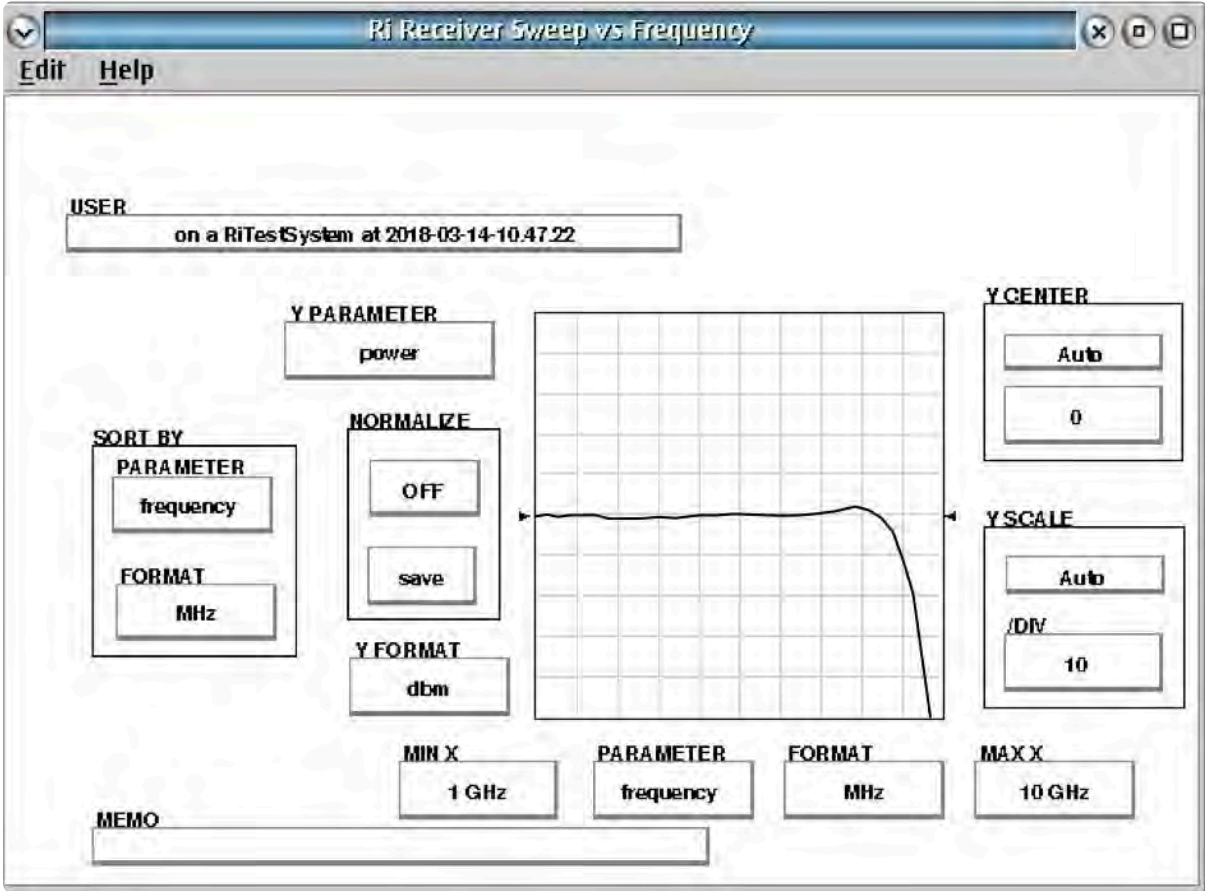 Ri Receiver Sweep vs Frequency
Edit Help
USER
on a RiTestSystem at 2018-03-14-10.47.22
Y PARAMETER
power
Y CENTER
Auto
0
NORMALIZE
OFF
save
SORT BY
PARAMETER
frequency
FORMAT
MHz
Y SCALE
Auto
/DIV
10
Y FORMAT
dbm
MIN X
1 GHz
PARAMETER
frequency
FORMAT
MHz
MAX X
10 GHz
MEMO